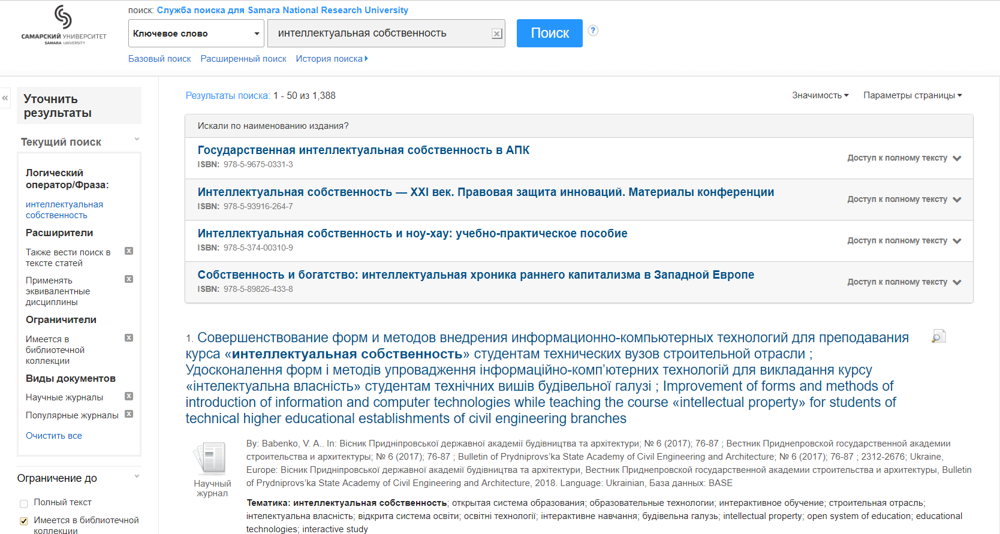 САМАРСКИЙ УНИВЕРСИТЕТ
SAMARA UNIVERSITY
поиск: Служба поиска для Samara National Research University
Ключевое слово
интеллектуальная собственность
Поиск
?
Базовый поиск Расширенный поиск История поиска
«
Уточнить
результаты
Текущий поиск
Логический
оператор/Фраза:
интеллектуальная
собственность
Расширители
Также вести поиск в
тексте статей
Применять
эквивалентные
дисциплины
Ограничители
Имеется в
библиотечной
коллекции
Виды документов
Научные журналы
Популярные журналы
Очистить все
Ограничение до
Полный текст
Имеется в библиотечной
коллекции
Результаты поиска: 1 - 50 из 1,388
Значимость Параметры страницы
Искали по наименованию издания?
Государственная интеллектуальная собственность в АПК
ISBN: 978-5-9675-0331-3
Доступ к полному тексту
Интеллектуальная собственность — XXI век. Правовая защита инноваций. Материалы конференции
ISBN: 978-5-93916-264-7
Доступ к полному тексту
Интеллектуальная собственность и ноу-хау: учебно-практическое пособие
ISBN: 978-5-374-00310-9
Доступ к полному тексту
Собственность и богатство: интеллектуальная хроника раннего капитализма в Западной Европе
ISBN: 978-5-89826-433-8
Доступ к полному тексту
1. Совершенствование форм и методов внедрения информационно-компьютерных технологий для преподавания
курса «интеллектуальная собственность» студентам технических вузов строительной отрасли ;
Удосконалення форм і методів упровадження інформаційно-комп’ютерних технологій для викладання курсу
«інтелектуальна власність» студентам технічних вишів будівельної галузі ; Improvement of forms and methods of
introduction of information and computer technologies while teaching the course «intellectual property» for students of
technical higher educational establishments of civil engineering branches
Научный
журнал
By: Babenko, V. A.. In: Вісник Придніпровської державної академії будівництва та архітектури; № 6 (2017); 76-87 ; Вестник Приднепровской государственной академии
строительства и архитектуры; № 6 (2017); 76-87 ; Bulletin of Prydniprovs’ka State Academy of Civil Engineering and Architecture; № 6 (2017); 76-87 ; 2312-2676; Ukraine,
Europe: Вісник Придніпровської державної академії будівництва та архітектури, Вестник Приднепровской государственной академии строительства и архитектуры, Bulletin
of Prydniprovs’ka State Academy of Civil Engineering and Architecture, 2018. Language: Ukrainian, База данных: BASE
Тематика: интеллектуальная собственность; открытая система образования; образовательные технологии; интерактивное обучение; строительная отрасль;
інтелектуальна власність; відкрита система освіти; освітні технології; інтерактивне навчання; будівельна галузь; intellectual property; open system of education; educational
technologies; interactive study